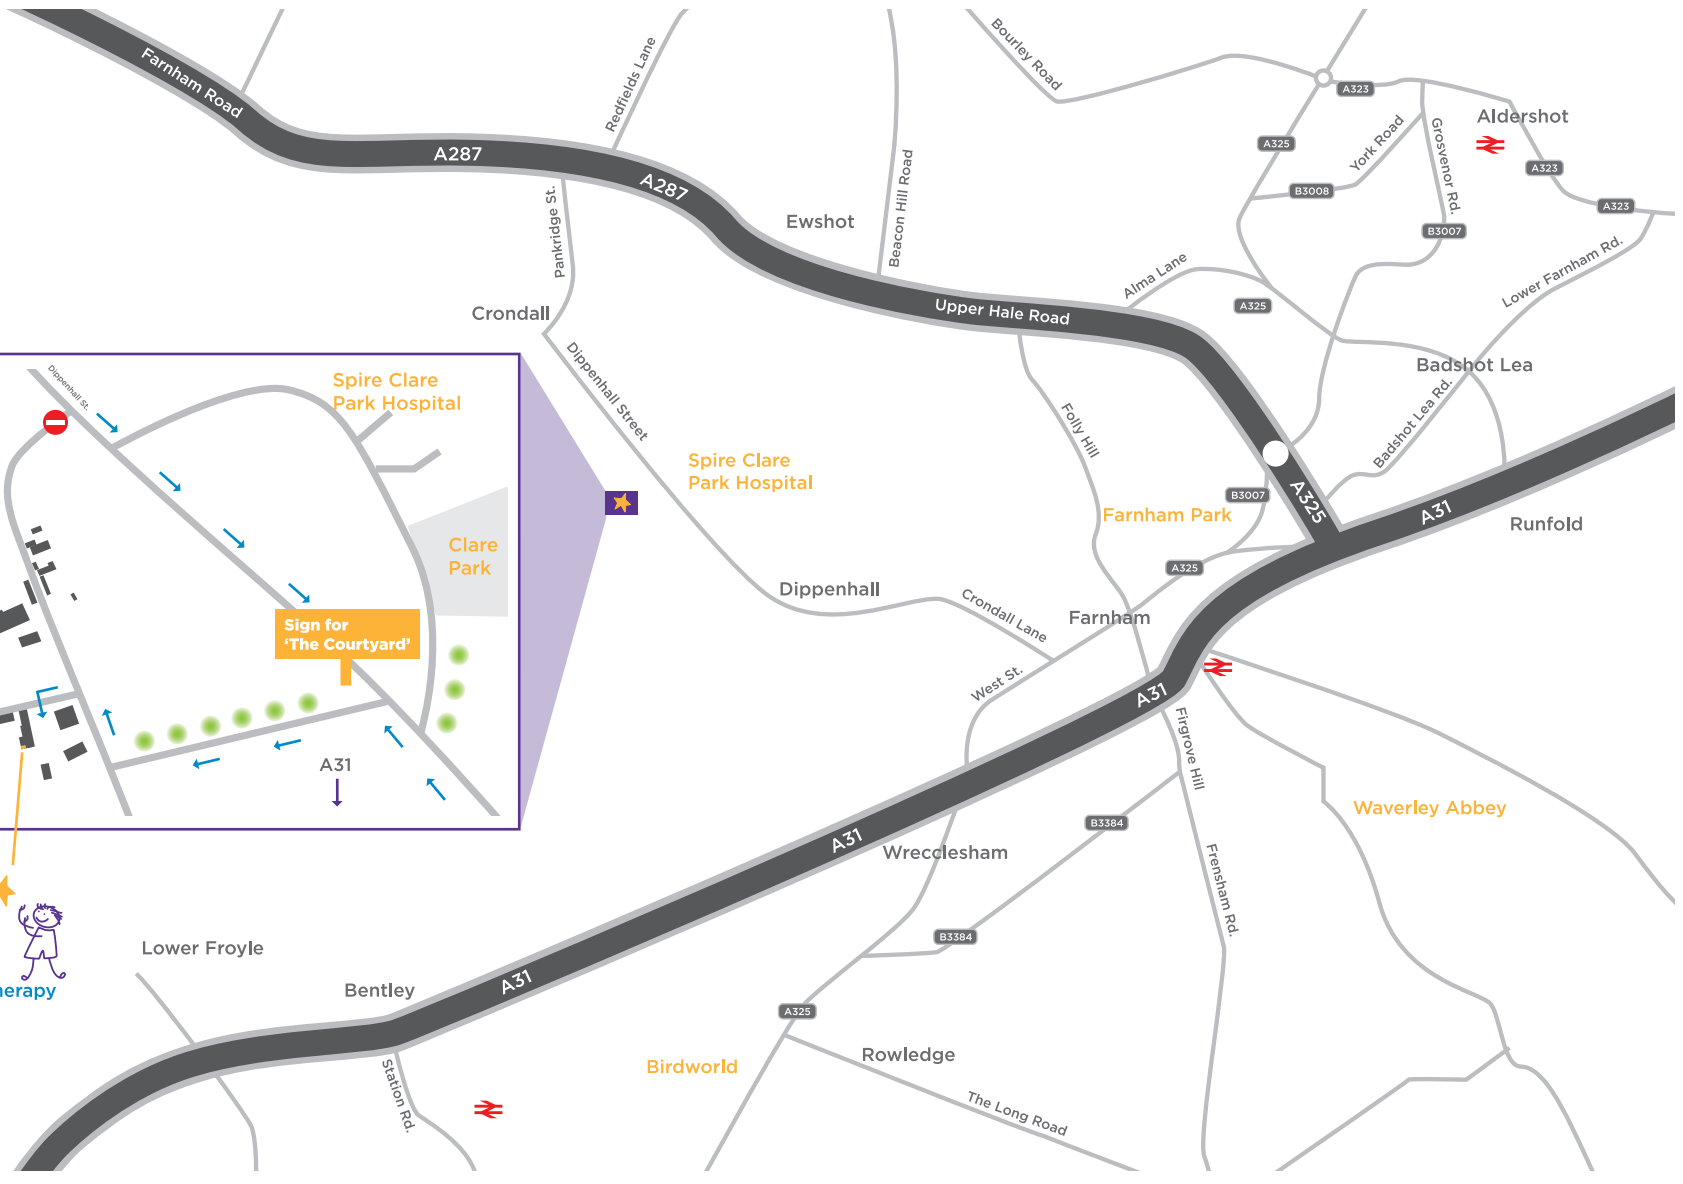 Farnham Road
Redfields Lane
Bourley Road
A323
Aldershot
A325
York Road
Grosvenor Rd.
A323
A287
A287
B3008
A323
Pankridge St.
Ewshot
Beacon Hill Road
B3007
Lower Farnham Rd.
Alma Lane
A325
Crondall
Upper Hale Road
Dippenhall Street
Badshot Lea
Badshot Lea Rd.
Folly Hill
Dippenhall St.
Spire Clare
Park Hospital
Spire Clare
Park Hospital
B3007
A325
A31
Farnham Park
Runfold
Clare
Park
A325
Dippenhall
Crondall Lane
Farnham
Sign for
‘The Courtyard’
West St.
A31
Firgrove Hill
A31
Waverley Abbey
B3384
A31
Wrecclesham
Frensham Rd.
B3384
Lower Froyle
A31
Bentley
herapy
A325
Station Rd.
Birdworld
Rowledge
The Long Road